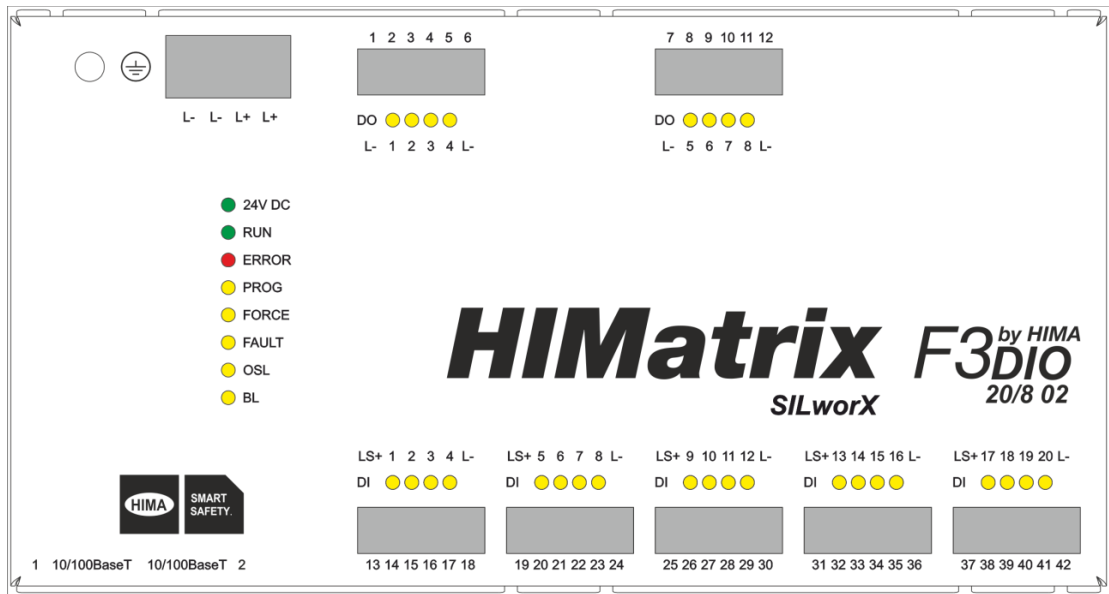 1 2 3 4 5 6
7 8 9 10 11 12
L- L- L+ L+
DO
DO
L- 1 2 3 4 L-
L- 5 6 7 8 L-
24V DC
RUN
ERROR
PROG
FORCE
FAULT
OSL
BL
HIMatrix
SILworX
F3 by HIMA
DIO
20/8 02
LS+ 1 2 3 4 L-
LS+ 5 6 7 8 L-
LS+ 9 10 11 12 L-
LS+ 13 14 15 16 L-
LS+ 17 18 19 20 L-
DI
DI
DI
DI
DI
HIMA
SMART
SAFETY.
1 10/100BaseT 10/100BaseT 2
13 14 15 16 17 18
19 20 21 22 23 24
25 26 27 28 29 30
31 32 33 34 35 36
37 38 39 40 41 42